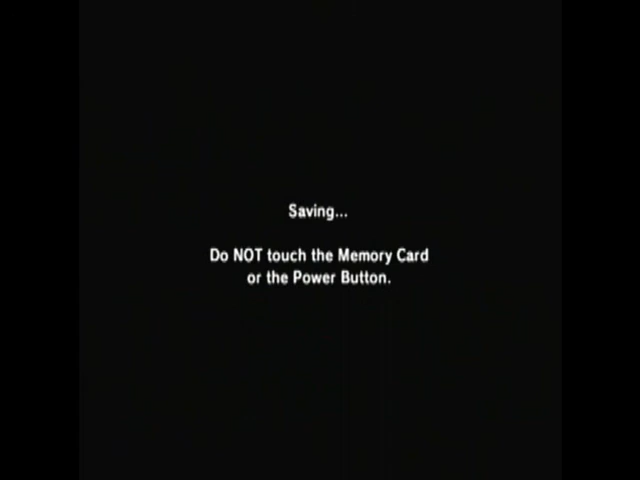 Saving...
Do NOT touch the Memory Card
or the Power Button.